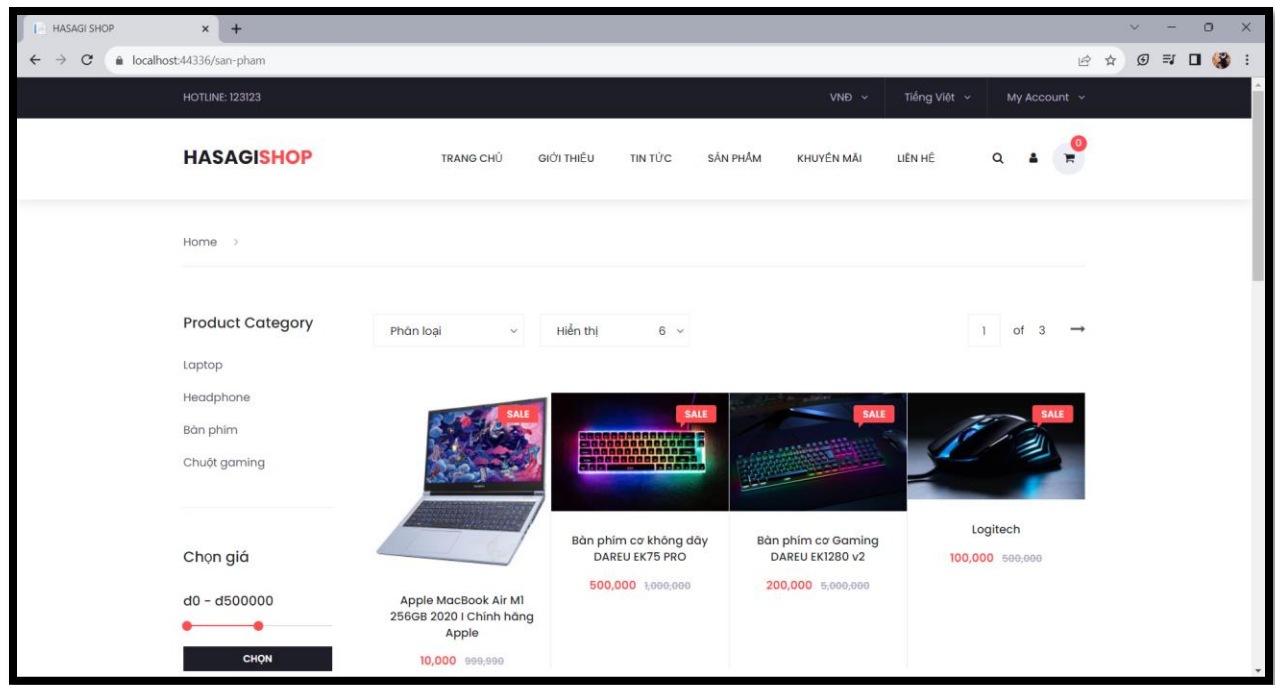 HASAGI SHOP
localhost:44336/san-pham
HOTLINE: 123123
VNĐ
Tiếng Việt
My Account
HASAGISHOP
TRANG CHỦ
GIỚI THIỆU
TIN TỨC
SẢN PHẨM
KHUYẾN MÃI
LIÊN HỆ
0
Home >
Product Category
Laptop
Headphone
Bàn phím
Chuột gaming
Chọn giá
đ0 - đ500000
CHỌN
Phân loại
Hiển thị
6
1 of 3
SALE
Apple MacBook Air M1
256GB 2020 I Chính hãng
Apple
10,000 999,990
SALE
Bàn phím cơ không dây
DAREU EK75 PRO
500,000 1,000,000
SALE
Bàn phím cơ Gaming
DAREU EK1280 v2
200,000 5,000,000
SALE
Logitech
100,000 500,000